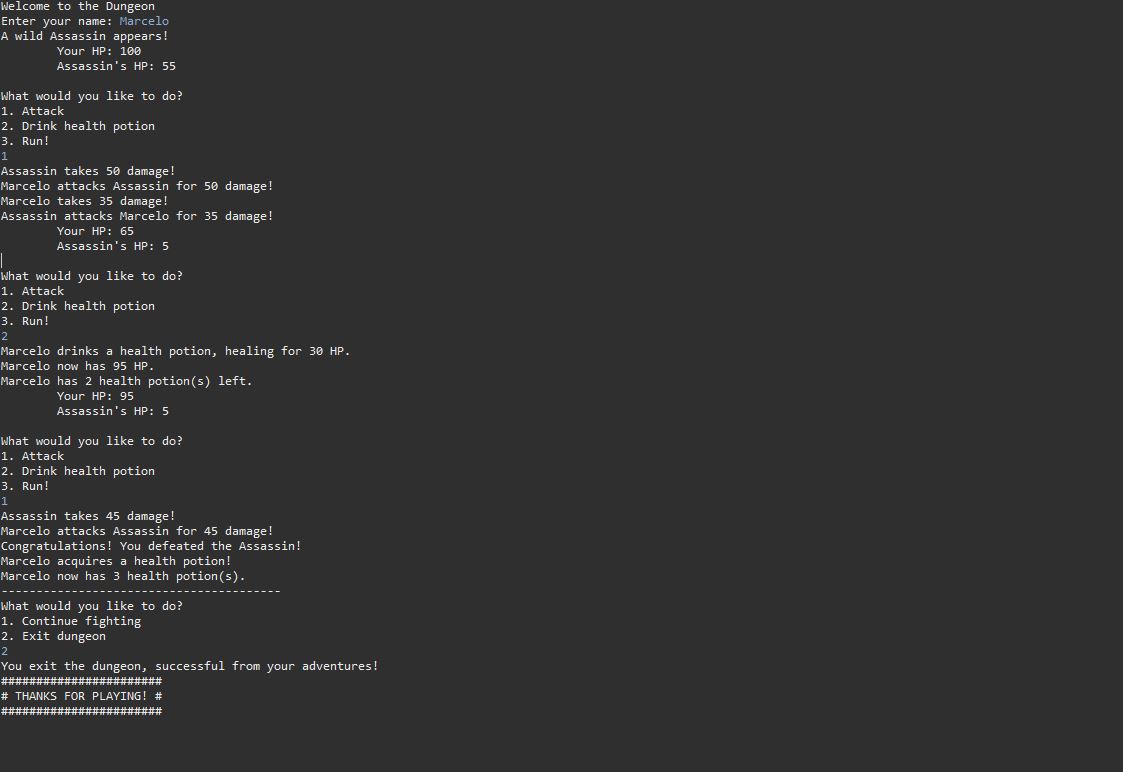 Welcome to the Dungeon
Enter your name: Marcelo
A wild Assassin appears!
Your HP: 100
Assassin's HP: 55
What would you like to do?
1. Attack
2. Drink health potion
3. Run!
1
Assassin takes 50 damage!
Marcelo attacks Assassin for 50 damage!
Marcelo takes 35 damage!
Assassin attacks Marcelo for 35 damage!
Your HP: 65
Assassin's HP: 5
What would you like to do?
1. Attack
2. Drink health potion
3. Run!
2
Marcelo drinks a health potion, healing for 30 HP.
Marcelo now has 95 HP.
Marcelo has 2 health potion(s) left.
Your HP: 95
Assassin's HP: 5
What would you like to do?
1. Attack
2. Drink health potion
3. Run!
1
Assassin takes 45 damage!
Marcelo attacks Assassin for 45 damage!
Congratulations! You defeated the Assassin!
Marcelo acquires a health potion!
Marcelo now has 3 health potion(s).
----------------------------------------
What would you like to do?
1. Continue fighting
2. Exit dungeon
2
You exit the dungeon, successful from your adventures!
#######################
# THANKS FOR PLAYING! #
#######################